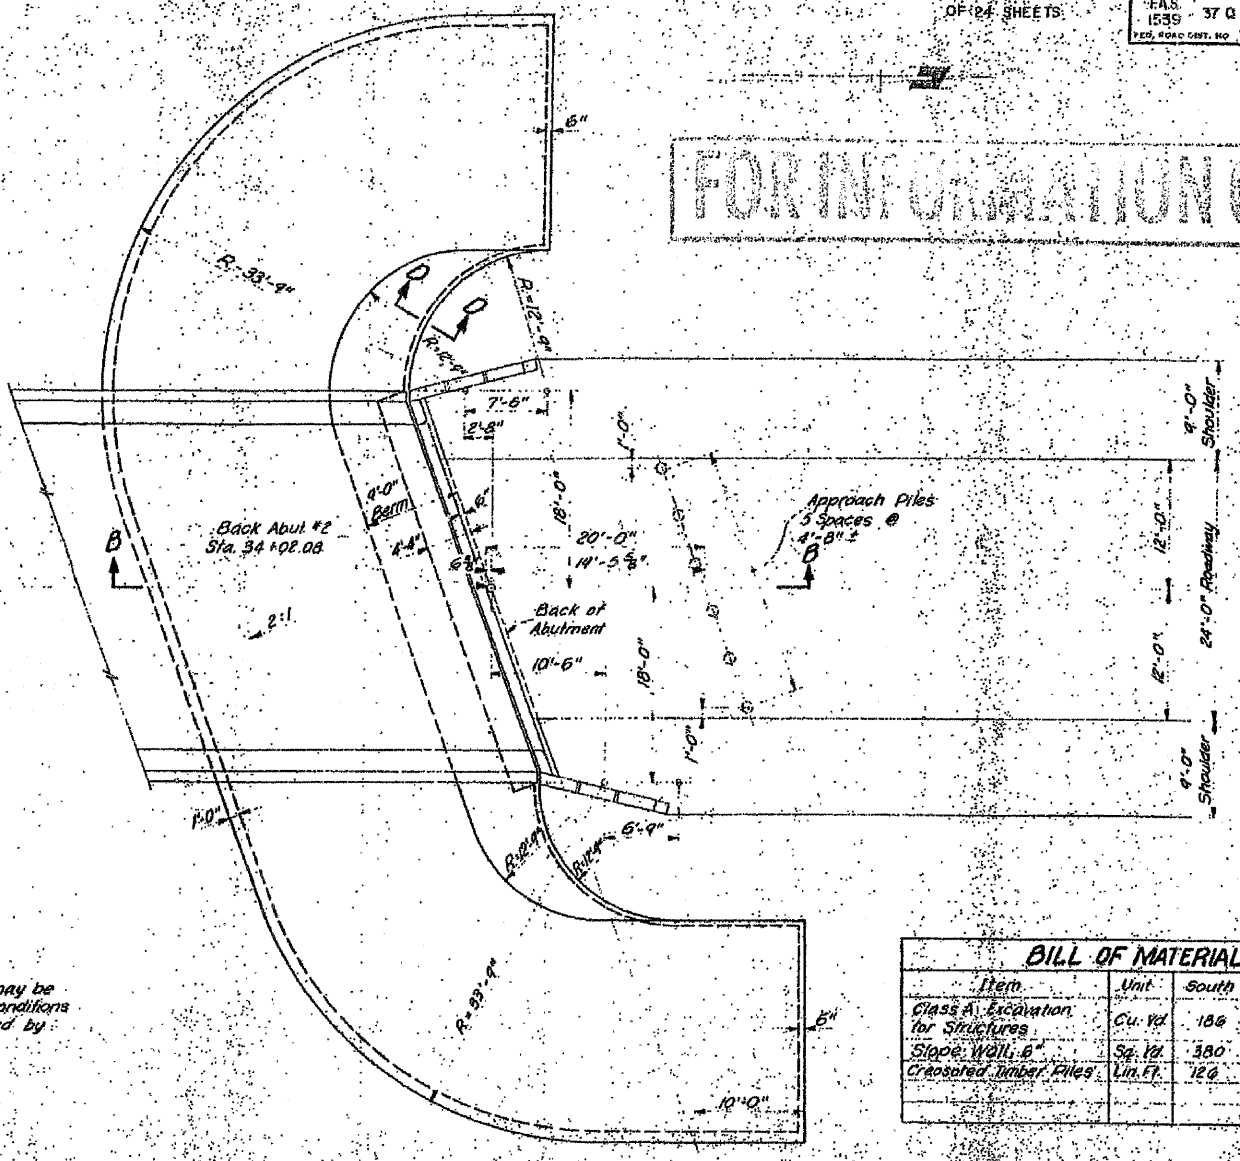 OF 24 SHEETS
F.A.S.
1539
37 Q
FED. ROAD DIST. NO
FOR INFORMATION
6"
R=33'-9"
D
D
R=12'-9"
R=12'-9"
7'-6"
2'-8"
1'-0"
18'-0"
9'-0"
Shoulder
4'-0"
Berm
6"
4'-4"
Approach Piles
5 Spaces @
4'-8" ±
Back Abut. #2
Sta. 34+02.08
B
B
20'-0"
14'-5 5/8"
12'-0"
24'-0" Roadway
2:1
Back of
Abutment
10'-6"
18'-0"
12'-0"
1'-0"
9'-0"
Shoulder
1'-0"
6'-9"
R=12'-9"
R=12'-9"
R=33'-9"
6"
10'-0"
may be
conditions
by
BILL OF MATERIAL
Item Unit South
Class A Excavation
for Structures Cu. Yd. 186
Slope Wall, 6" Sq. Yd. 380
Creosoted Timber Piles Lin. Ft. 126